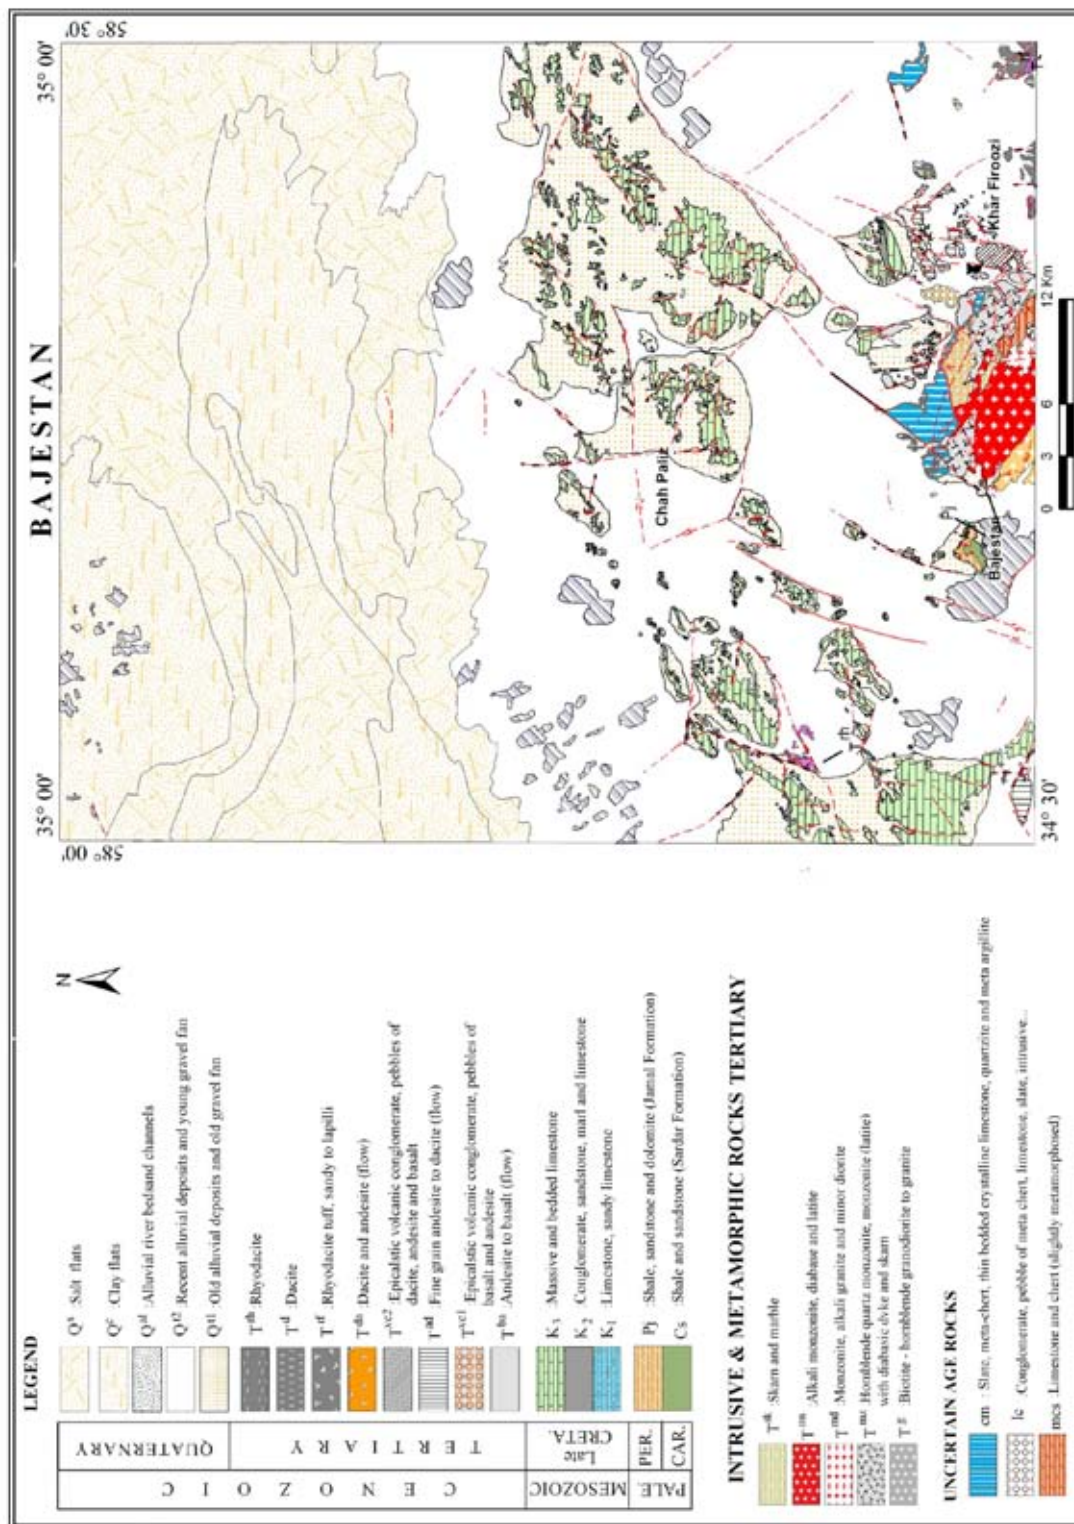 BAJESTAN
35° 00'
35° 00'
58° 00'
58° 30'
34° 30'
Chah Paliz
Bajestan
Khar Firoozi
0 3 6 12 Km
N
LEGEND
CENOZOIC
QUATERNARY
TERTIARY
MESOZOIC
Late CRETA.
PALE.
PER.
CAR.
:Salt flats
Qc :Clay flats
Qal :Alluvial river bedsand channels
Qt2 :Recent alluvial deposits and young gravel fan
Qt1 :Old alluvial deposits and old gravel fan
:Rhyodacite
Td :Dacite
:Rhyodacite tuff, sandy to lapilli
Tda :Dacite and andesite (flow)
Tvc2 :Epicalstic volcanic conglomerate, pebbles of
dacite, andesite and basalt
Tad :Fine grain andesite to dacite (flow)
Tvc1 :Epicalstic volcanic conglomerate, pebbles of
basalt and andesite
Tba :Andesite to basalt (flow)
:Massive and bedded limestone
K2 :Conglomerate, sandstone, marl and limestone
K1 :Limestone, sandy limestone
Pj :Shale, sandstone and dolomite (Jamal Formation)
Cs :Shale and sandstone (Sardar Formation)
INTRUSIVE & METAMORPHIC ROCKS TERTIARY
Tsk :Skarn and marble
:Alkali monzonite, diabase and latite
Tmd :Monzonite, alkali granite and minor diorite
:Hornblende quartz monzonite, monzonite (latite)
with diabasic dyke and skarn
Tg :Biotite - hornblende granodiorite to granite
UNCERTAIN AGE ROCKS
cm : Slate, meta-chert, thin bedded crystalline limestone, quartzite and meta argillite
lc : Conglomerate, pebble of meta chert, limestone, slate, intrusive...
mcs : Limestone and chert (slightly metamorphosed)